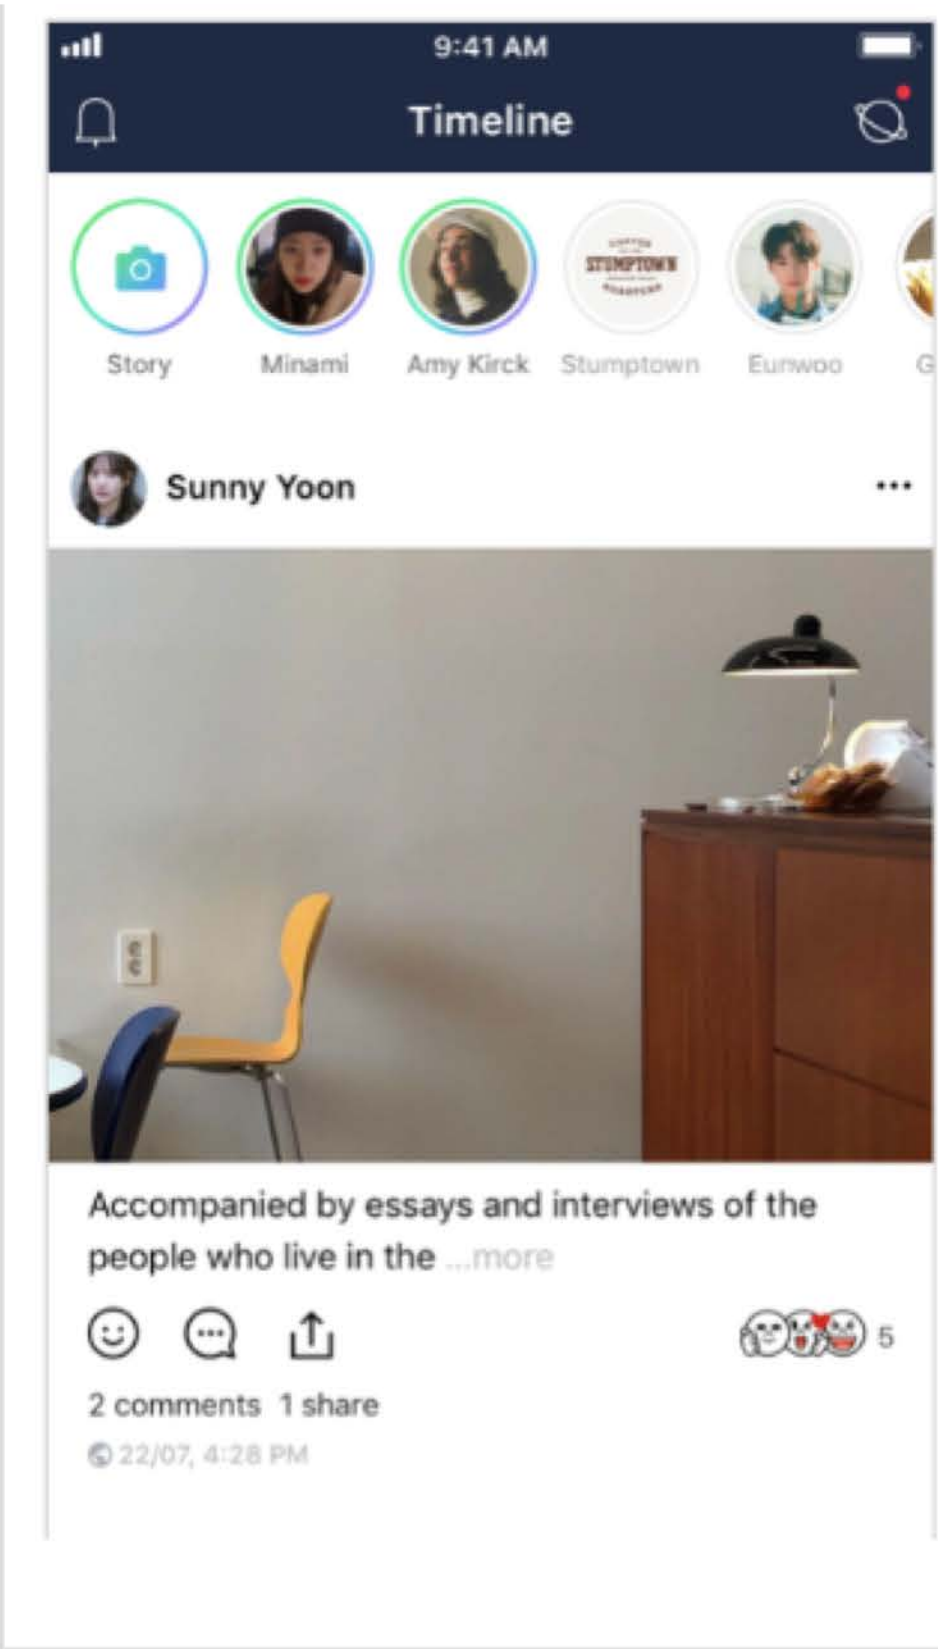 9:41 AM
Timeline
STUMPTOWN
Story
Minami
Amy Kirck
Stumptown
Eunwoo
G
Sunny Yoon
Accompanied by essays and interviews of the
people who live in the ...more
5
2 comments 1 share
22/07, 4:28 PM